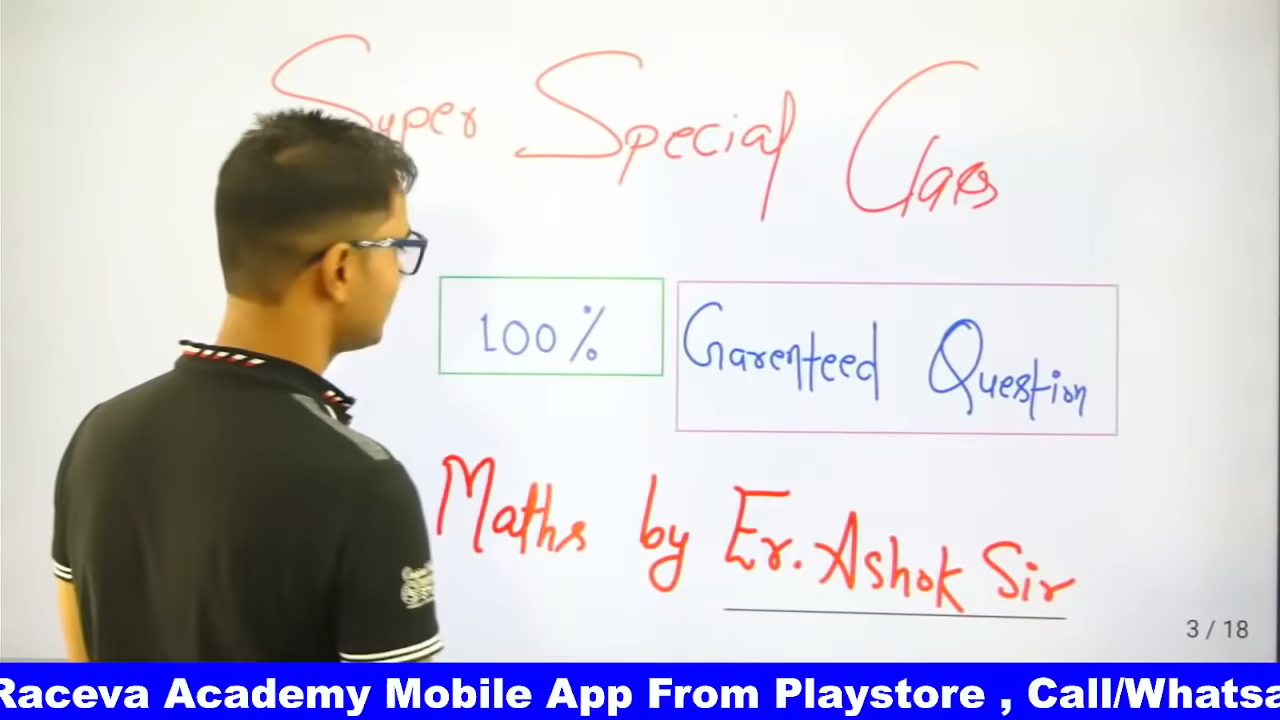 Super Special Class
100% Garenteed Question
Maths by Er. Ashok Sir
3 / 18
Raceva Academy Mobile App From Playstore , Call/Whatsa